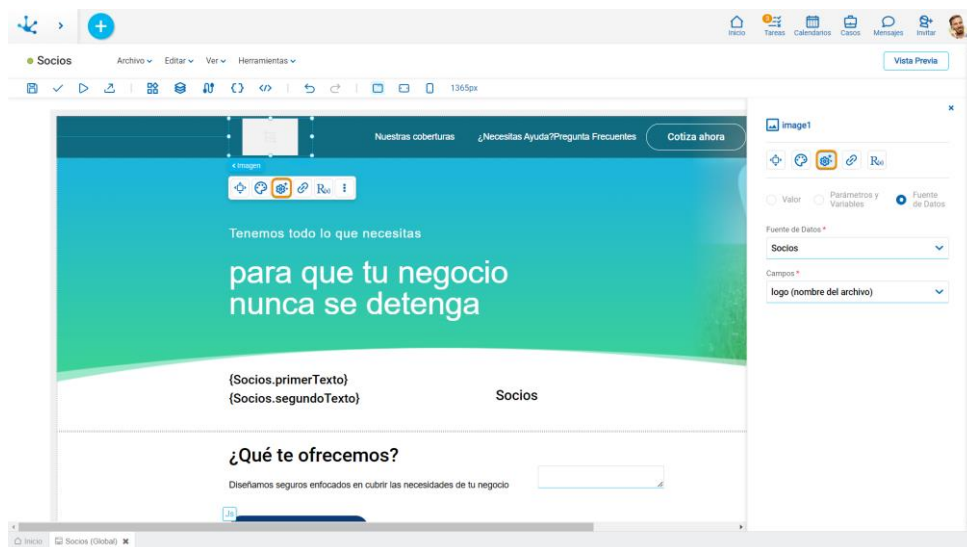 Inicio
9
Tareas
Calendarios
Casos
Mensajes
Invitar
Socios
Archivo
Editar
Ver
Herramientas
Vista Previa
1365px
Nuestras coberturas
¿Necesitas Ayuda?Pregunta Frecuentes
Cotiza ahora
Imagen
Tenemos todo lo que necesitas
para que tu negocio
nunca se detenga
{Socios.primerTexto}
{Socios.segundoTexto}
Socios
¿Qué te ofrecemos?
Diseñamos seguros enfocados en cubrir las necesidades de tu negocio
Js
image1
Valor
Parámetros y
Variables
Fuente
de Datos
Fuente de Datos *
Socios
Campos *
logo (nombre del archivo)
Inicio
Socios (Global)